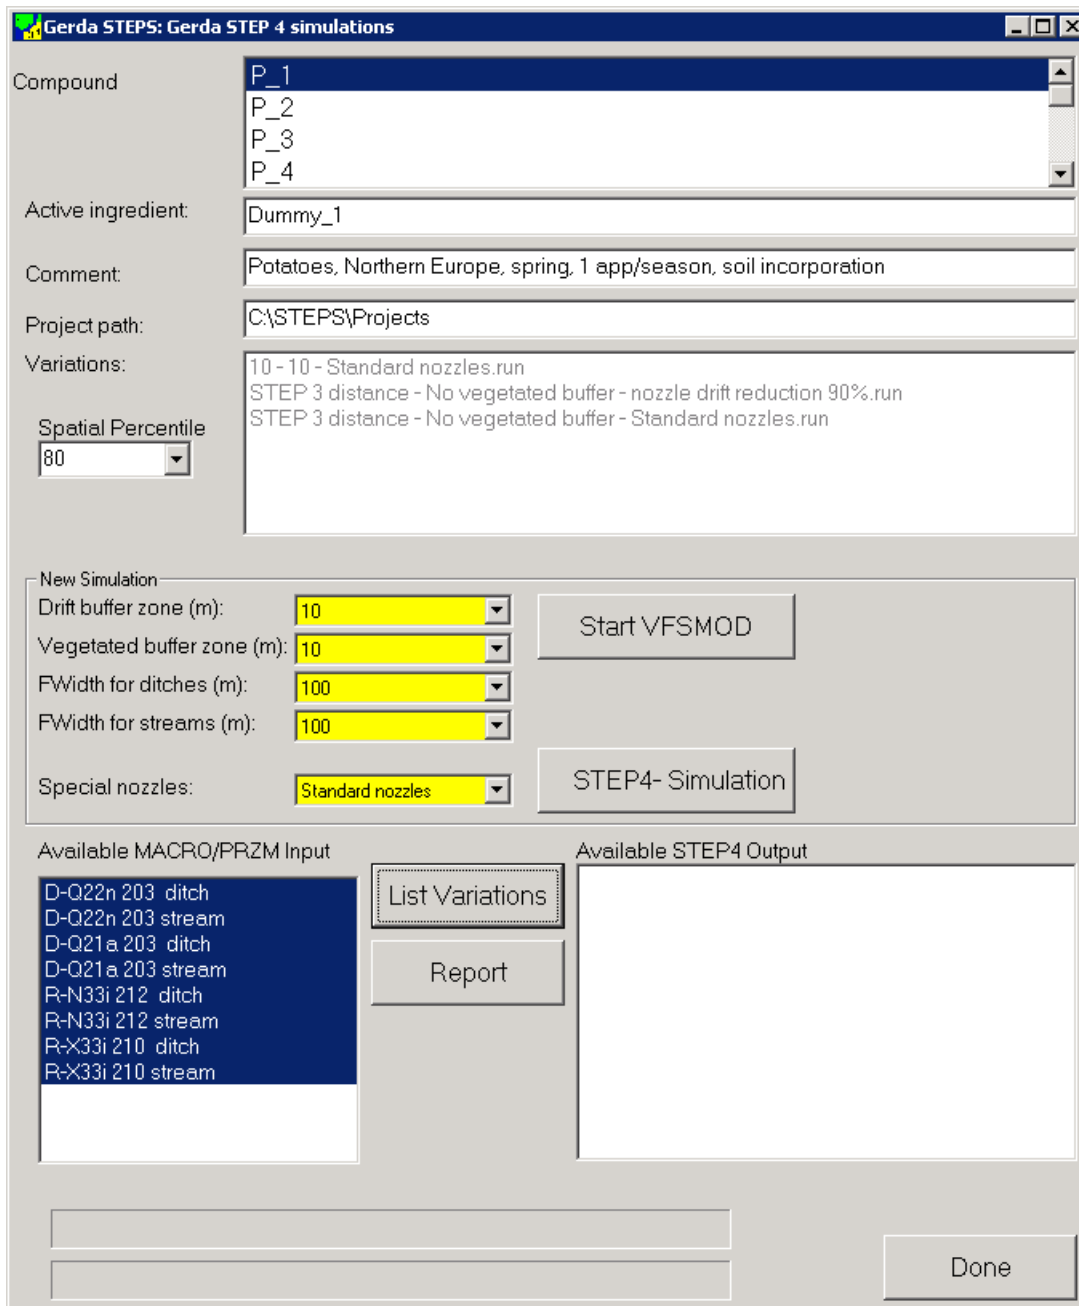 Gerda STEPS: Gerda STEP 4 simulations
Compound
P_1
P_2
P_3
P_4
Active ingredient:
Dummy_1
Comment:
Potatoes, Northern Europe, spring, 1 app/season, soil incorporation
Project path:
C:\STEPS\Projects
Variations:
10 - 10 - Standard nozzles.run
STEP 3 distance - No vegetated buffer - nozzle drift reduction 90%.run
STEP 3 distance - No vegetated buffer - Standard nozzles.run
Spatial Percentile
80
New Simulation
Drift buffer zone (m):
10
Vegetated buffer zone (m):
10
FWidth for ditches (m):
100
FWidth for streams (m):
100
Special nozzles:
Standard nozzles
Start VFSMOD
STEP4- Simulation
Available MACRO/PRZM Input
D-Q22n 203  ditch
D-Q22n 203 stream
D-Q21a 203  ditch
D-Q21a 203 stream
R-N33i 212  ditch
R-N33i 212 stream
R-X33i 210  ditch
R-X33i 210 stream
List Variations
Report
Available STEP4 Output
Done